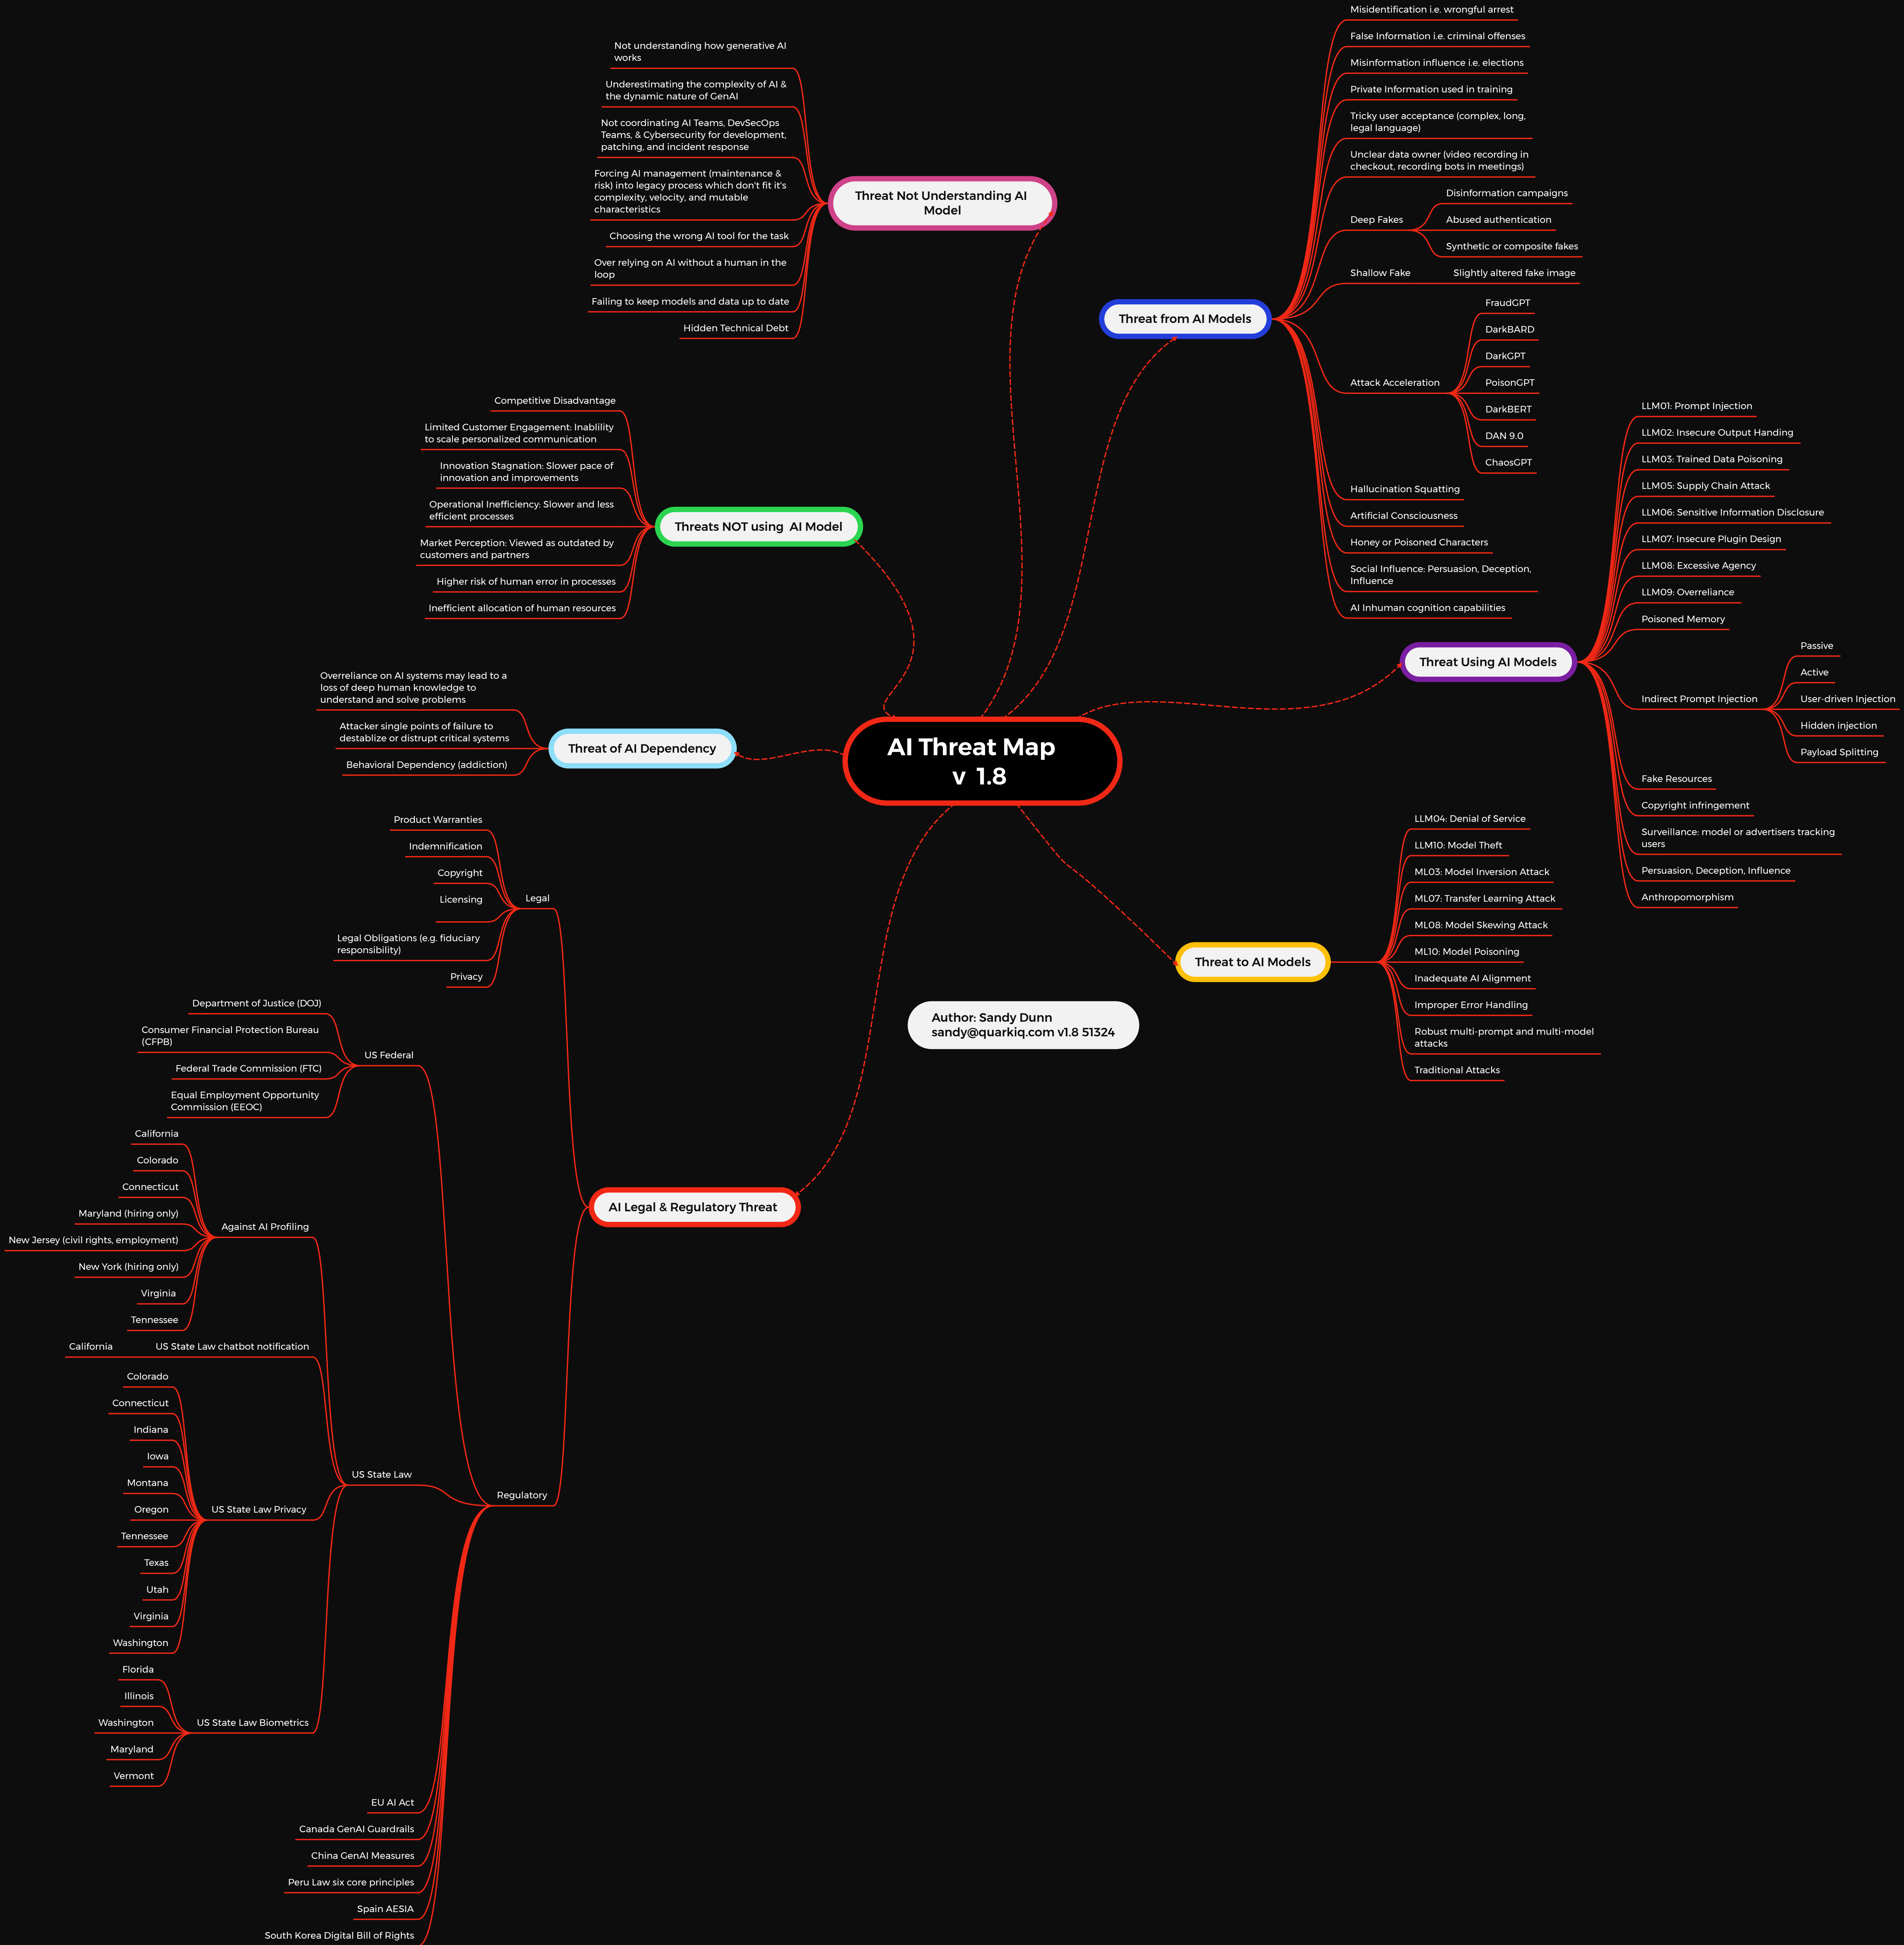 AI Threat Map
v 1.8
Threat Not Understanding AI
Model
Not understanding how generative AI
works
Underestimating the complexity of AI &
the dynamic nature of GenAI
Not coordinating AI Teams, DevSecOps
Teams, & Cybersecurity for development,
patching, and incident response
Forcing AI management (maintenance &
risk) into legacy process which don't fit it's
complexity, velocity, and mutable
characteristics
Choosing the wrong AI tool for the task
Over relying on AI without a human in the
loop
Failing to keep models and data up to date
Hidden Technical Debt
Threat from AI Models
Misidentification i.e. wrongful arrest
False Information i.e. criminal offenses
Misinformation influence i.e. elections
Private Information used in training
Tricky user acceptance (complex, long,
legal language)
Unclear data owner (video recording in
checkout, recording bots in meetings)
Deep Fakes
Disinformation campaigns
Abused authentication
Synthetic or composite fakes
Shallow Fake
Slightly altered fake image
Attack Acceleration
FraudGPT
DarkBARD
DarkGPT
PoisonGPT
DarkBERT
DAN 9.0
ChaosGPT
Hallucination Squatting
Artificial Consciousness
Honey or Poisoned Characters
Social Influence: Persuasion, Deception,
Influence
AI Inhuman cognition capabilities
Threat Using AI Models
LLM01: Prompt Injection
LLM02: Insecure Output Handing
LLM03: Trained Data Poisoning
LLM05: Supply Chain Attack
LLM06: Sensitive Information Disclosure
LLM07: Insecure Plugin Design
LLM08: Excessive Agency
LLM09: Overreliance
Poisoned Memory
Indirect Prompt Injection
Passive
Active
User-driven Injection
Hidden injection
Payload Splitting
Fake Resources
Copyright infringement
Surveillance: model or advertisers tracking
users
Persuasion, Deception, Influence
Anthropomorphism
Threat to AI Models
LLM04: Denial of Service
LLM10: Model Theft
ML03: Model Inversion Attack
ML07: Transfer Learning Attack
ML08: Model Skewing Attack
ML10: Model Poisoning
Inadequate AI Alignment
Improper Error Handling
Robust multi-prompt and multi-model
attacks
Traditional Attacks
Author: Sandy Dunn
sandy@quarkiq.com v1.8 51324
Threats NOT using AI Model
Competitive Disadvantage
Limited Customer Engagement: Inablility
to scale personalized communication
Innovation Stagnation: Slower pace of
innovation and improvements
Operational Inefficiency: Slower and less
efficient processes
Market Perception: Viewed as outdated by
customers and partners
Higher risk of human error in processes
Inefficient allocation of human resources
Threat of AI Dependency
Overreliance on AI systems may lead to a
loss of deep human knowledge to
understand and solve problems
Attacker single points of failure to
destablize or distrupt critical systems
Behavioral Dependency (addiction)
AI Legal & Regulatory Threat
Legal
Product Warranties
Indemnification
Copyright
Licensing
Legal Obligations (e.g. fiduciary
responsibility)
Privacy
Regulatory
US Federal
Department of Justice (DOJ)
Consumer Financial Protection Bureau
(CFPB)
Federal Trade Commission (FTC)
Equal Employment Opportunity
Commission (EEOC)
US State Law
Against AI Profiling
California
Colorado
Connecticut
Maryland (hiring only)
New Jersey (civil rights, employment)
New York (hiring only)
Virginia
Tennessee
US State Law chatbot notification
California
US State Law Privacy
Colorado
Connecticut
Indiana
Iowa
Montana
Oregon
Tennessee
Texas
Utah
Virginia
Washington
US State Law Biometrics
Florida
Illinois
Washington
Maryland
Vermont
EU AI Act
Canada GenAI Guardrails
China GenAI Measures
Peru Law six core principles
Spain AESIA
South Korea Digital Bill of Rights